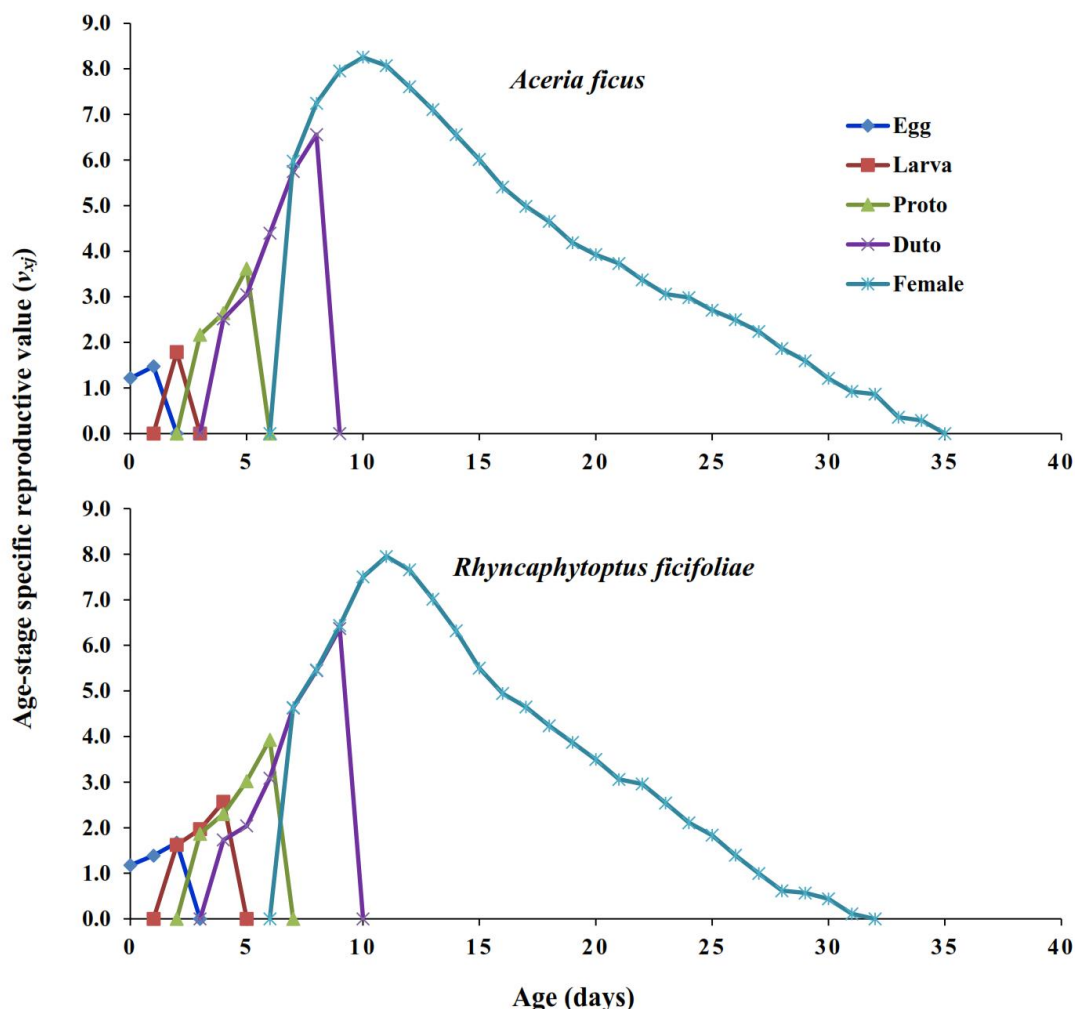 Age-stage specific reproductive value (vxj)
9.0
8.0
7.0
6.0
5.0
4.0
3.0
2.0
1.0
0.0
Aceria ficus
Egg
Larva
Proto
Duto
Female
0 5 10 15 20 25 30 35 40
9.0
8.0
7.0
6.0
5.0
4.0
3.0
2.0
1.0
0.0
Rhyncaphytoptus ficifoliae
0 5 10 15 20 25 30 35 40
Age (days)